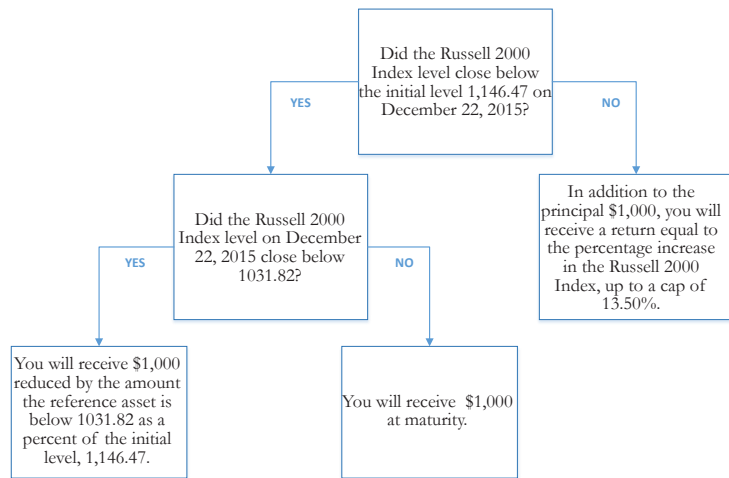 Did the Russell 2000
Index level close below
the initial level 1,146.47 on
December 22, 2015?
YES
NO
Did the Russell 2000
Index level on December
22, 2015 close below
1031.82?
In addition to the
principal $1,000, you will
receive a return equal to
the percentage increase
in the Russell 2000
Index, up to a cap of
13.50%.
YES
NO
You will receive $1,000
reduced by the amount
the reference asset is
below 1031.82 as a
percent of the initial
level, 1,146.47.
You will receive $1,000
at maturity.